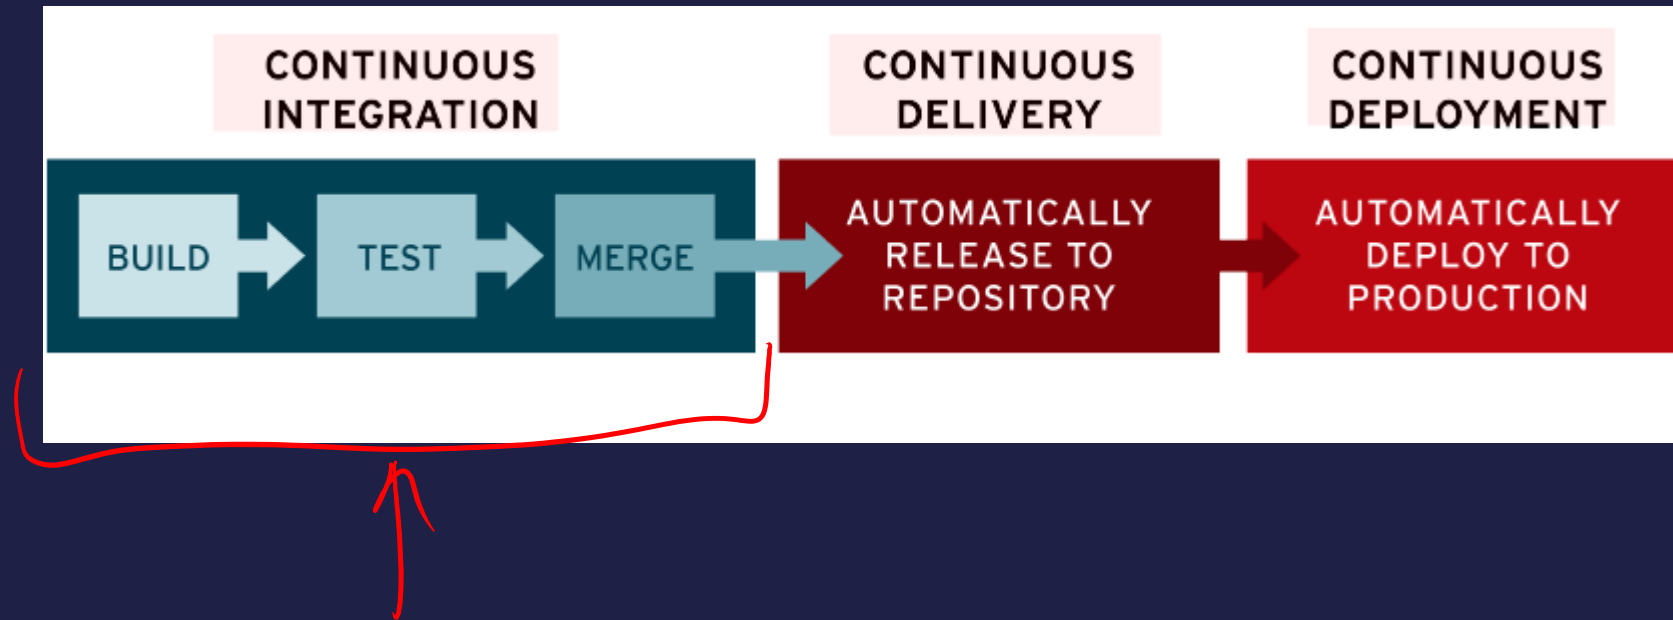 CONTINUOUS
INTEGRATION
CONTINUOUS
DELIVERY
CONTINUOUS
DEPLOYMENT
BUILD
TEST
MERGE
AUTOMATICALLY
RELEASE TO
REPOSITORY
AUTOMATICALLY
DEPLOY TO
PRODUCTION